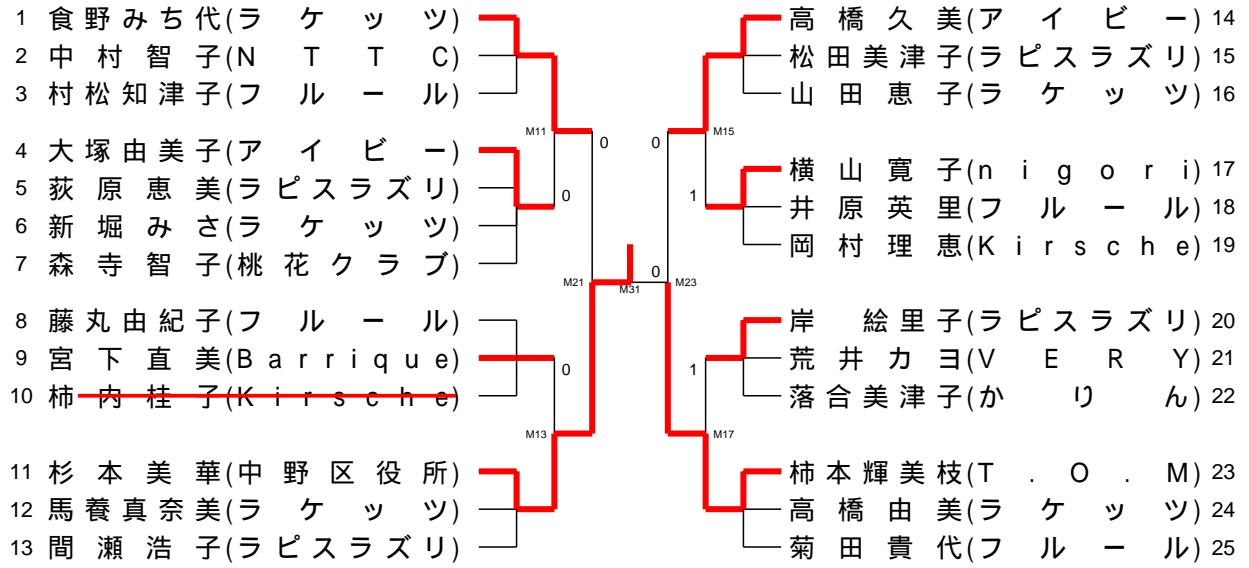 1 食野みち代(ラケッツ)
2 中村智子(NTTC)
3 村松知津子(フルール)
4 大塚由美子(アイビー)
5 荻原恵美(ラピスラズリ)
6 新堀みさ(ラケッツ)
7 森寺智子(桃花クラブ)
8 藤丸由紀子(フルール)
9 宮下直美(Barrique)
10 柿内桂子(Kirsche)
11 杉本美華(中野区役所)
12 馬養真奈美(ラケッツ)
13 間瀬浩子(ラピスラズリ)
M11
0
0
M21
0
M13
M31
0
0
M15
1
M23
1
M17
高橋久美(アイビー) 14
松田美津子(ラピスラズリ) 15
山田恵子(ラケッツ) 16
横山寛子(nigori) 17
井原英里(フルール) 18
岡村理恵(Kirsche) 19
岸絵里子(ラピスラズリ) 20
荒井カヨ(VERY) 21
落合美津子(かりん) 22
柿本輝美枝(T.O.M) 23
高橋由美(ラケッツ) 24
菊田貴代(フルール) 25